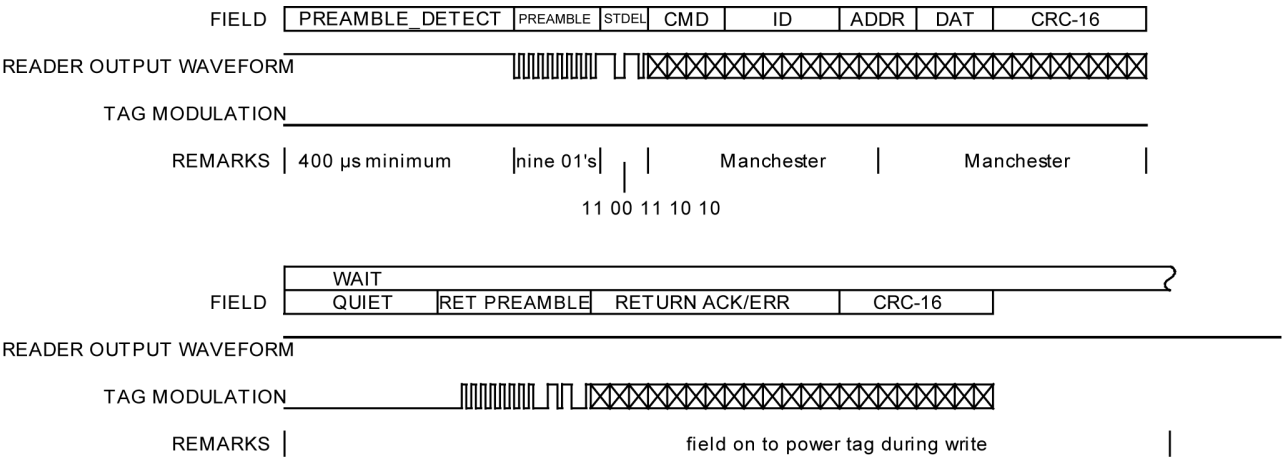 FIELD PREAMBLE_DETECT PREAMBLE STDEL CMD ID ADDR DAT CRC-16
READER OUTPUT WAVEFORM
TAG MODULATION
REMARKS 400 µs minimum nine 01's Manchester Manchester
11 00 11 10 10
WAIT
FIELD QUIET RET PREAMBLE RETURN ACK/ERR CRC-16
READER OUTPUT WAVEFORM
TAG MODULATION
REMARKS field on to power tag during write